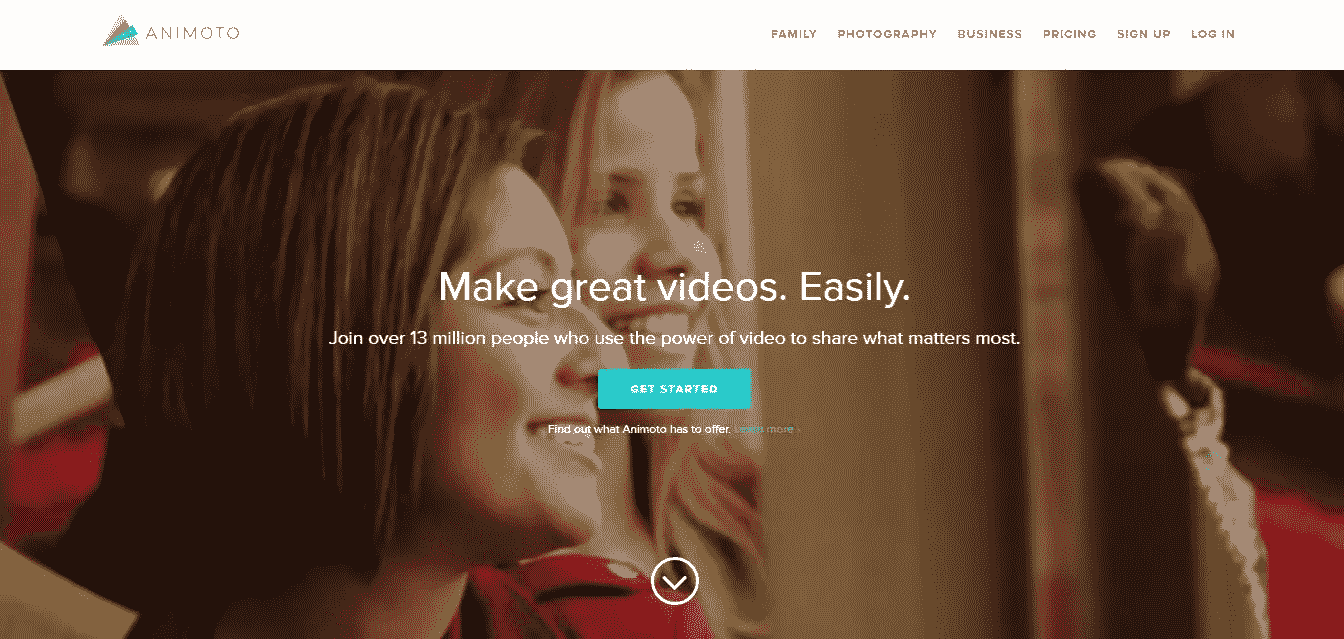 ANIMOTO
FAMILY PHOTOGRAPHY BUSINESS PRICING SIGN UP LOG IN
Make great videos. Easily.
Join over 13 million people who use the power of video to share what matters most.
GET STARTED
Find out what Animoto has to offer. Learn more ›